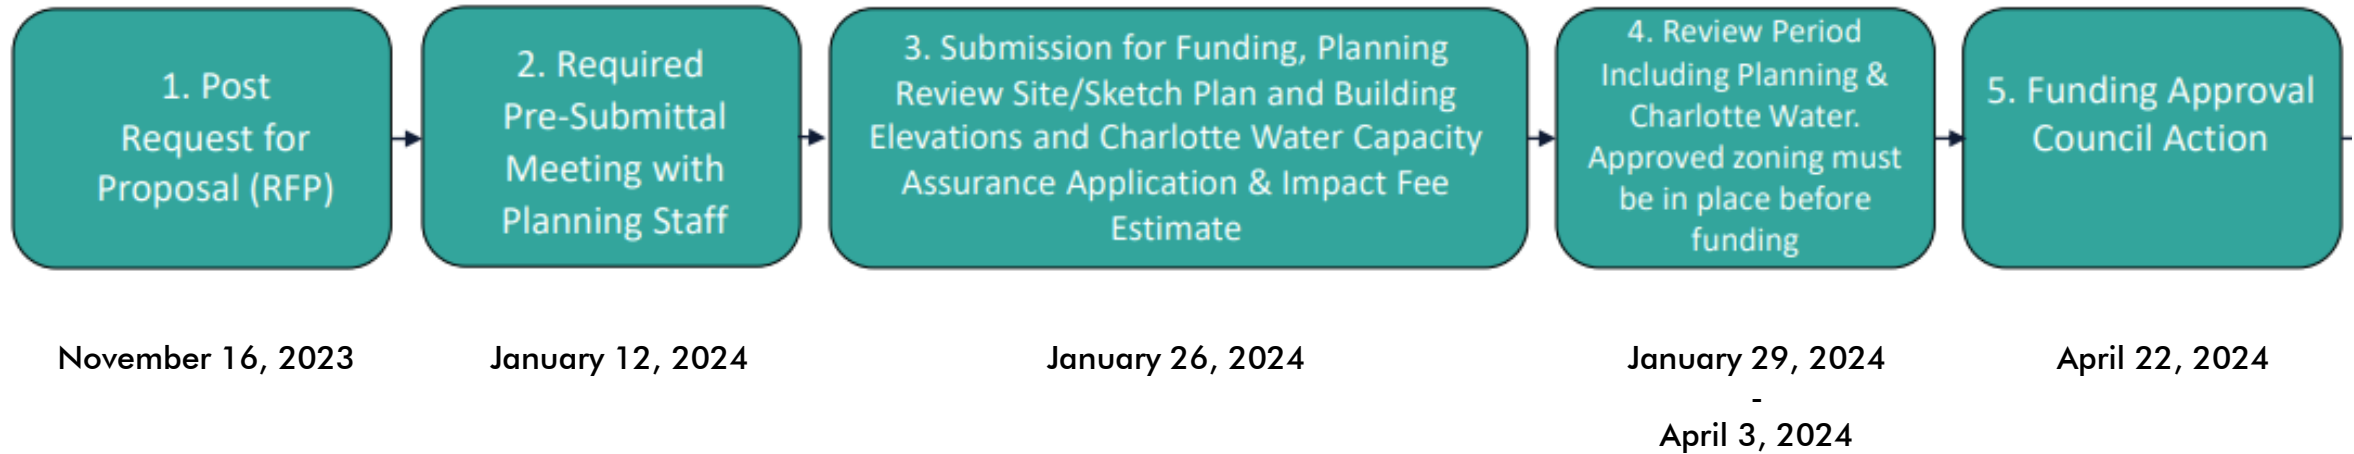 1. Post
Request for
Proposal (RFP)
2. Required
Pre-Submittal
Meeting with
Planning Staff
3. Submission for Funding, Planning
Review Site/Sketch Plan and Building
Elevations and Charlotte Water Capacity
Assurance Application & Impact Fee
Estimate
4. Review Period
Including Planning &
Charlotte Water.
Approved zoning must
be in place before
funding
5. Funding Approval
Council Action
November 16, 2023
January 12, 2024
January 26, 2024
January 29, 2024
-
April 3, 2024
April 22, 2024